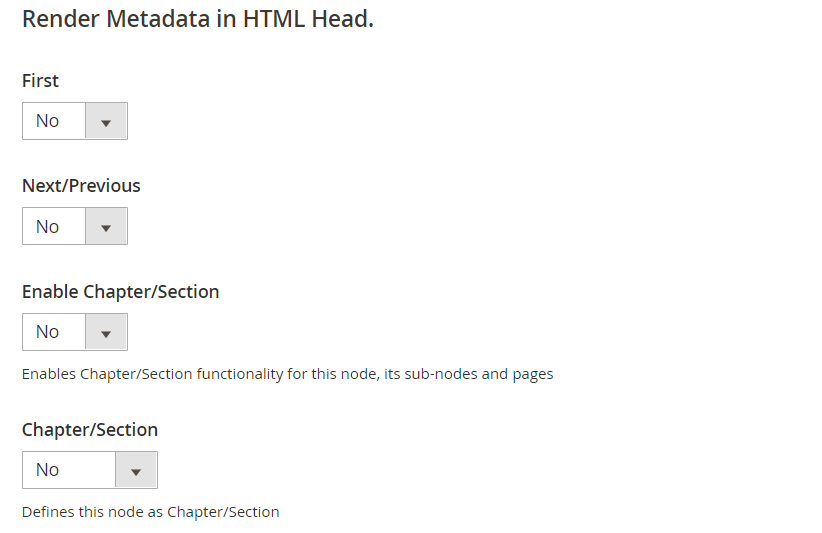 Render Metadata in HTML Head.
First
No
Next/Previous
No
Enable Chapter/Section
No
Enables Chapter/Section functionality for this node, its sub-nodes and pages
Chapter/Section
No
Defines this node as Chapter/Section